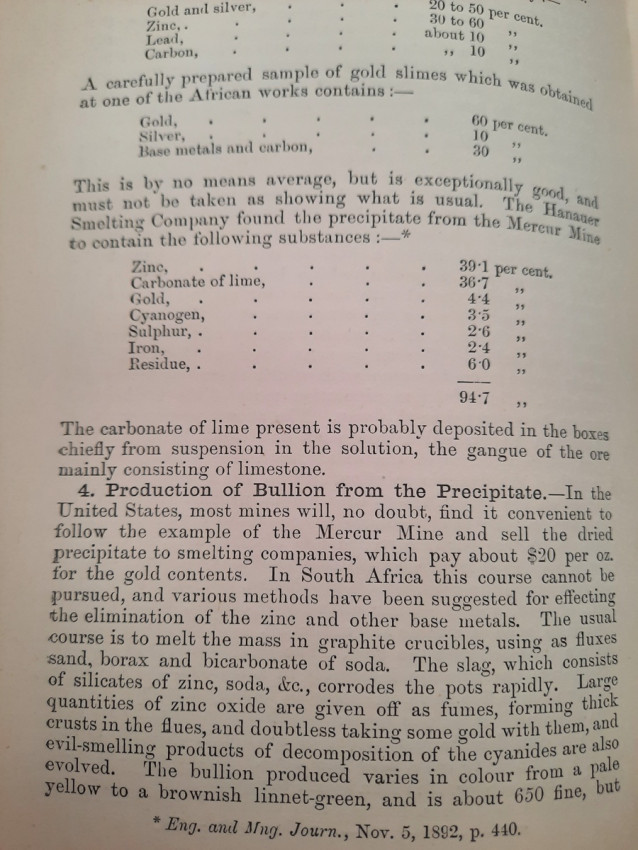 Gold and silver, . . . 20 to 50 per cent.
Zinc, . . . . . 30 to 60 ,,
Lead, . . . . about 10 ,,
Carbon, . . . . ,, 10 ,,
A carefully prepared sample of gold slimes which was obtained
at one of the African works contains :—
Gold, . . . . . 60 per cent.
Silver, . . . . . 10 ,,
Base metals and carbon, . . 30 ,,
This is by no means average, but is exceptionally good, and
must not be taken as showing what is usual. The Hanauer
Smelting Company found the precipitate from the Mercur Mine
to contain the following substances :—*
Zinc, . . . . . 39·1 per cent.
Carbonate of lime, . . . 36·7 ,,
Gold, . . . . . 4·4 ,,
Cyanogen, . . . . 3·5 ,,
Sulphur, . . . . . 2·6 ,,
Iron, . . . . . 2·4 ,,
Residue, . . . . . 6·0 ,,
94·7 ,,
The carbonate of lime present is probably deposited in the boxes
chiefly from suspension in the solution, the gangue of the ore
mainly consisting of limestone.
4. Production of Bullion from the Precipitate.—In the
United States, most mines will, no doubt, find it convenient to
follow the example of the Mercur Mine and sell the dried
precipitate to smelting companies, which pay about $20 per oz.
for the gold contents. In South Africa this course cannot be
pursued, and various methods have been suggested for effecting
the elimination of the zinc and other base metals. The usual
course is to melt the mass in graphite crucibles, using as fluxes
sand, borax and bicarbonate of soda. The slag, which consists
of silicates of zinc, soda, &c., corrodes the pots rapidly. Large
quantities of zinc oxide are given off as fumes, forming thick
crusts in the flues, and doubtless taking some gold with them, and
evil-smelling products of decomposition of the cyanides are also
evolved. The bullion produced varies in colour from a pale
yellow to a brownish linnet-green, and is about 650 fine, but
* Eng. and Mng. Journ., Nov. 5, 1892, p. 440.